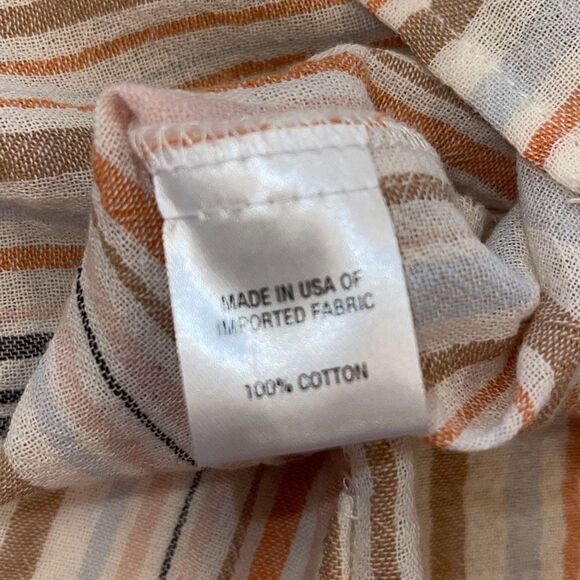 MADE IN USA OF
IMPORTED FABRIC
100% COTTON